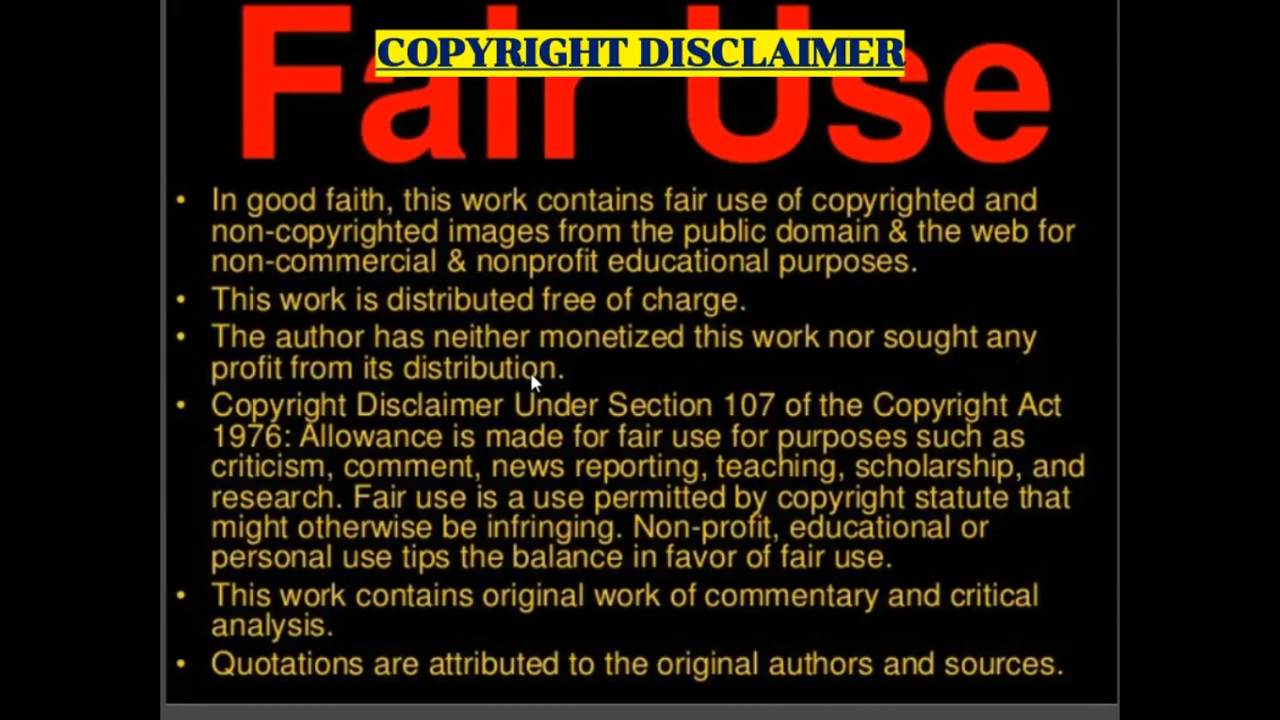 Fair Use
COPYRIGHT DISCLAIMER
• In good faith, this work contains fair use of copyrighted and
non-copyrighted images from the public domain & the web for
non-commercial & nonprofit educational purposes.
• This work is distributed free of charge.
• The author has neither monetized this work nor sought any
profit from its distribution.
• Copyright Disclaimer Under Section 107 of the Copyright Act
1976: Allowance is made for fair use for purposes such as
criticism, comment, news reporting, teaching, scholarship, and
research. Fair use is a use permitted by copyright statute that
might otherwise be infringing. Non-profit, educational or
personal use tips the balance in favor of fair use.
• This work contains original work of commentary and critical
analysis.
• Quotations are attributed to the original authors and sources.